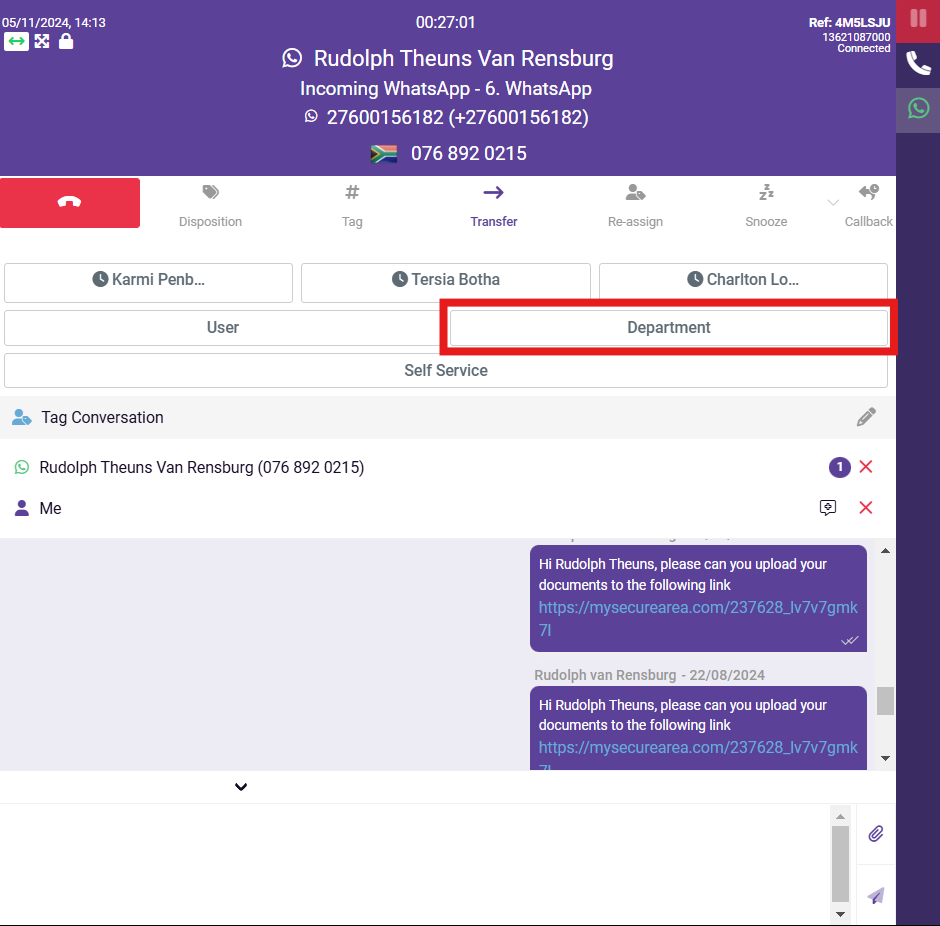 05/11/2024, 14:13
00:27:01
Ref: 4M5LSJU
13621087000
Connected
Rudolph Theuns Van Rensburg
Incoming WhatsApp - 6. WhatsApp
27600156182 (+27600156182)
076 892 0215
Disposition
Tag
Transfer
Re-assign
Snooze
Callback
Karmi Penb...
Tersia Botha
Charlton Lo...
User
Department
Self Service
Tag Conversation
Rudolph Theuns Van Rensburg (076 892 0215)
1
Me
Hi Rudolph Theuns, please can you upload your
documents to the following link
https://mysecurearea.com/237628_lv7v7gmk
7l
Rudolph van Rensburg - 22/08/2024
Hi Rudolph Theuns, please can you upload your
documents to the following link
https://mysecurearea.com/237628_lv7v7gmk
7l